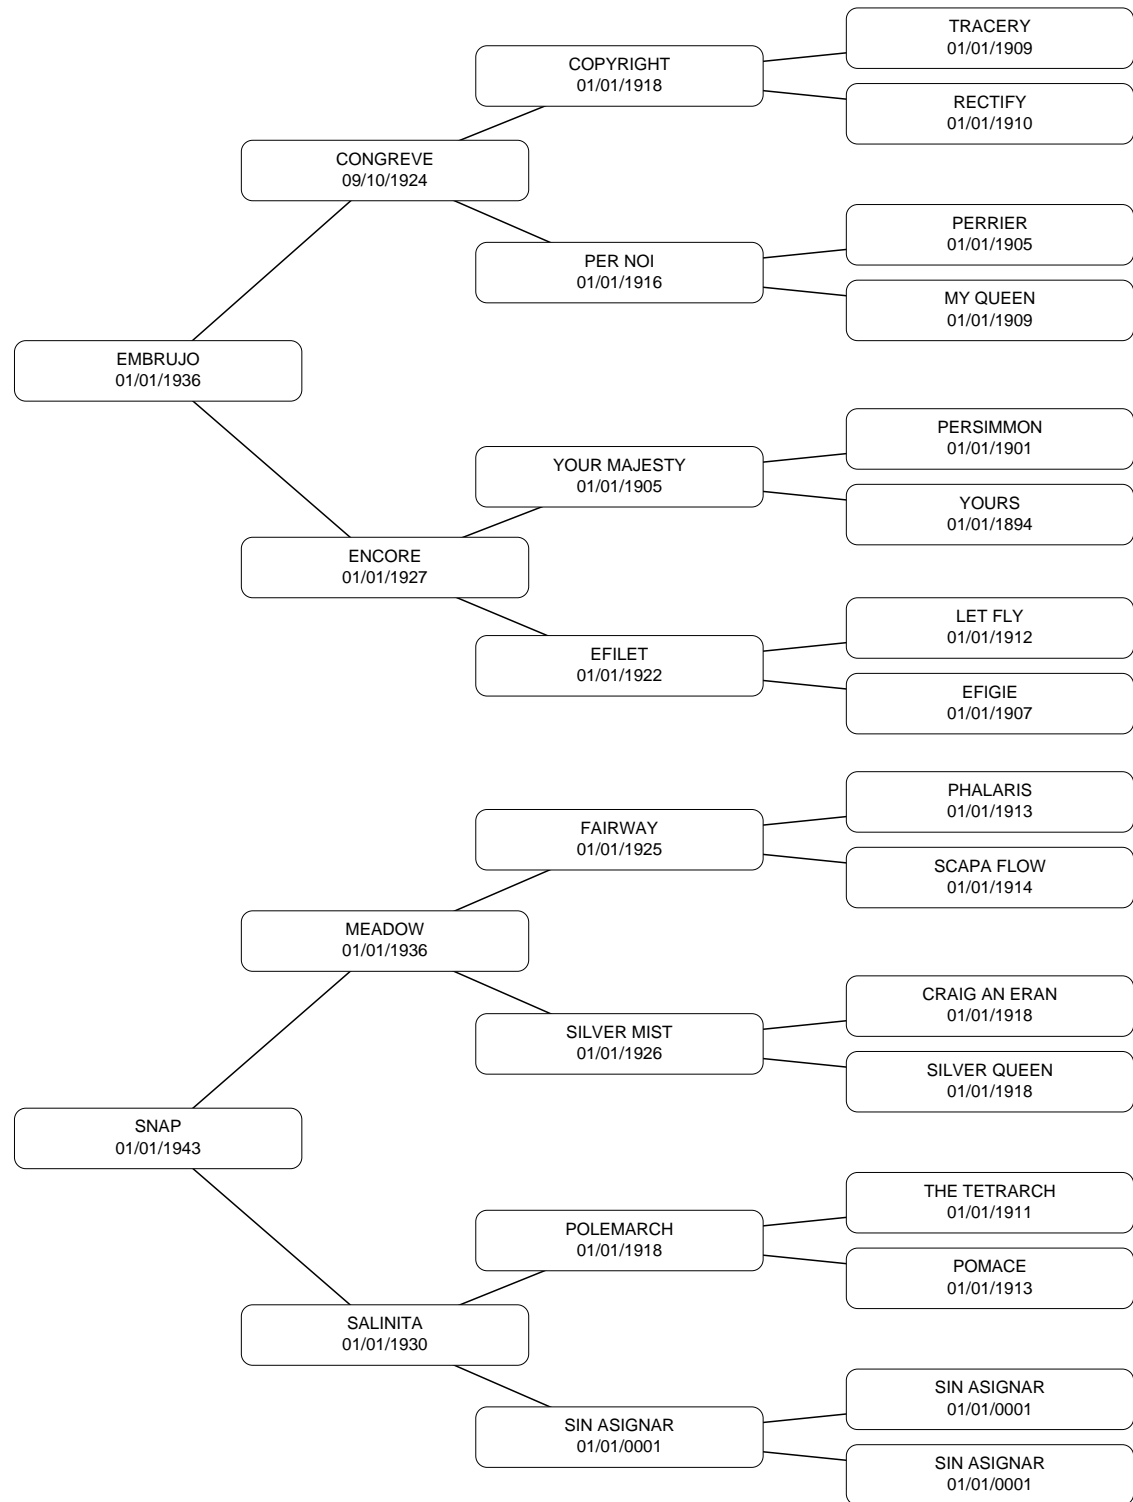 TRACERY
01/01/1909
COPYRIGHT
01/01/1918
RECTIFY
01/01/1910
CONGREVE
09/10/1924
PERRIER
01/01/1905
PER NOI
01/01/1916
MY QUEEN
01/01/1909
EMBRUJO
01/01/1936
PERSIMMON
01/01/1901
YOUR MAJESTY
01/01/1905
YOURS
01/01/1894
ENCORE
01/01/1927
LET FLY
01/01/1912
EFILET
01/01/1922
EFIGIE
01/01/1907
PHALARIS
01/01/1913
FAIRWAY
01/01/1925
SCAPA FLOW
01/01/1914
MEADOW
01/01/1936
CRAIG AN ERAN
01/01/1918
SILVER MIST
01/01/1926
SILVER QUEEN
01/01/1918
SNAP
01/01/1943
THE TETRARCH
01/01/1911
POLEMARCH
01/01/1918
POMACE
01/01/1913
SALINITA
01/01/1930
SIN ASIGNAR
01/01/0001
SIN ASIGNAR
01/01/0001
SIN ASIGNAR
01/01/0001